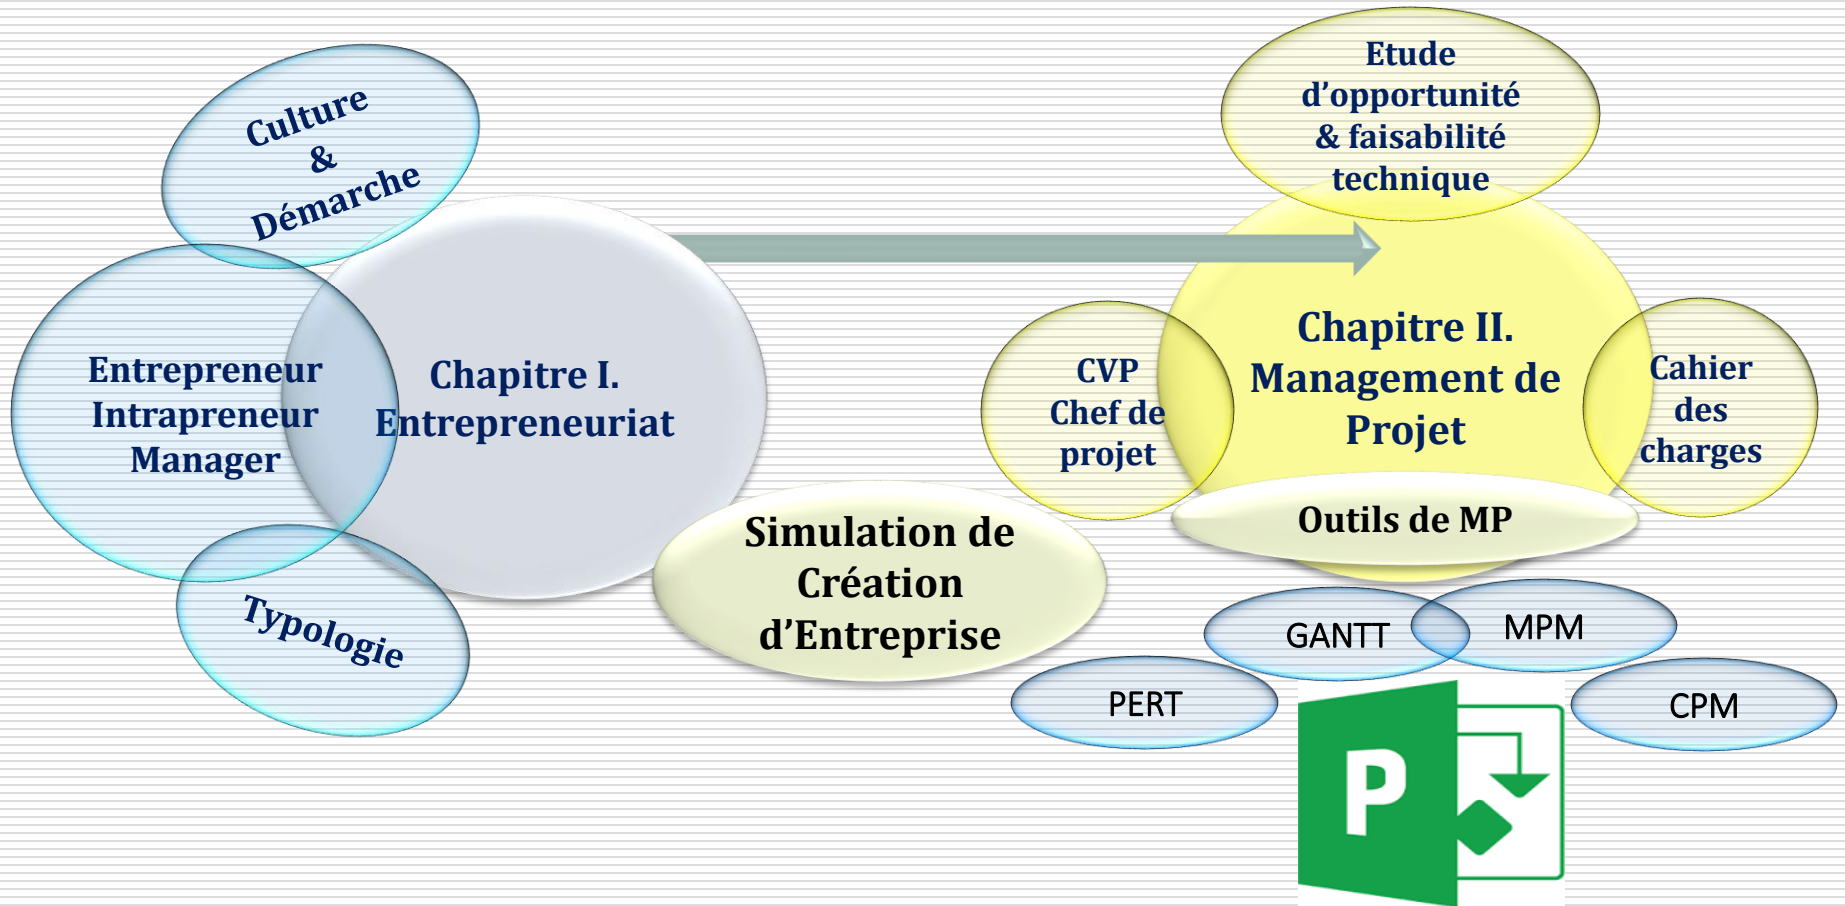 Culture
&
Démarche
Entrepreneur
Intrapreneur
Manager
Typologie
Chapitre I.
Entrepreneuriat
Simulation de
Création
d’Entreprise
Etude
d’opportunité
& faisabilité
technique
Chapitre II.
Management de
Projet
CVP
Chef de
projet
Cahier
des
charges
Outils de MP
PERT
GANTT
MPM
CPM
P